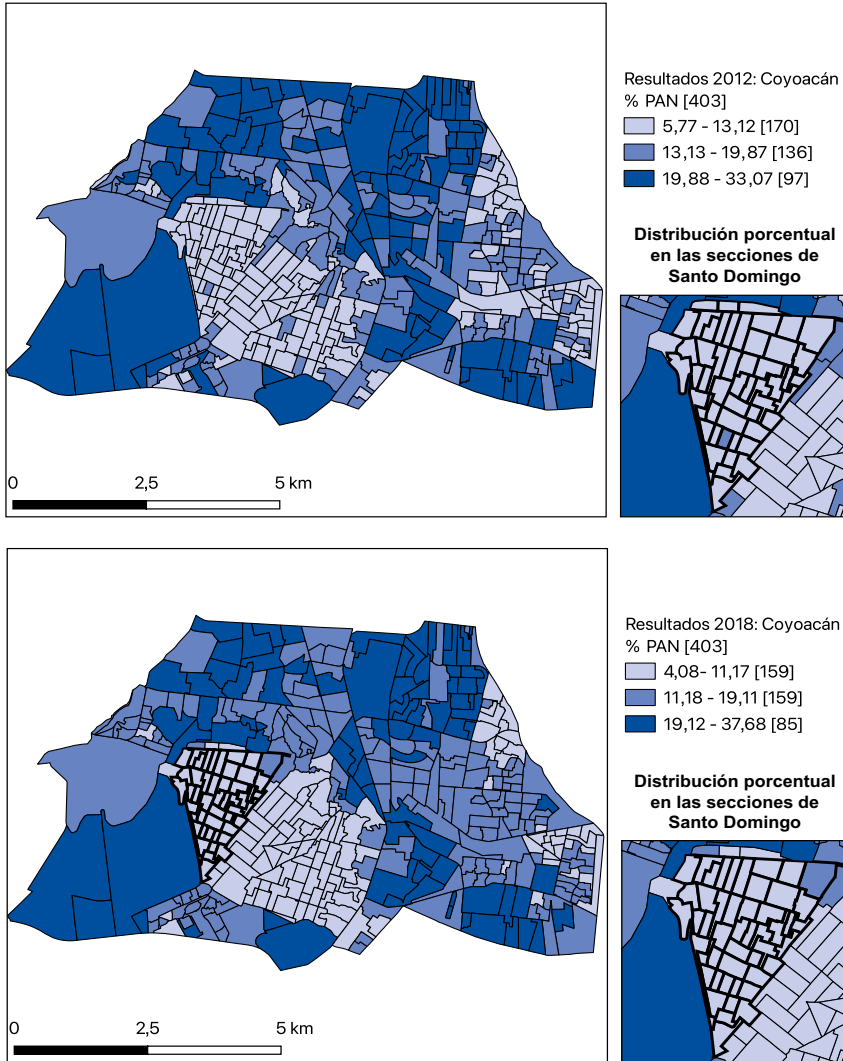 Resultados 2012: Coyoacán
% PAN [403]
5,77 - 13,12 [170]
13,13 - 19,87 [136]
19,88 - 33,07 [97]
Distribución porcentual
en las secciones de
Santo Domingo
0 2,5 5 km
Resultados 2018: Coyoacán
% PAN [403]
4,08- 11,17 [159]
11,18 - 19,11 [159]
19,12 - 37,68 [85]
Distribución porcentual
en las secciones de
Santo Domingo
0 2,5 5 km